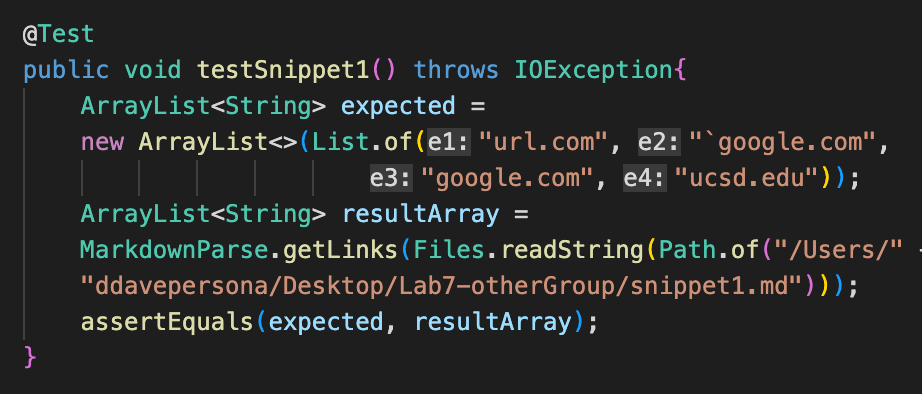 @Test
public void testSnippet1() throws IOException{
ArrayList<String> expected =
new ArrayList<>(List.of(e1: "url.com", e2: "`google.com",
e3: "google.com", e4: "ucsd.edu"));
ArrayList<String> resultArray =
MarkdownParse.getLinks(Files.readString(Path.of("/Users/" +
"ddavepersona/Desktop/Lab7-otherGroup/snippet1.md")));
assertEquals(expected, resultArray);
}